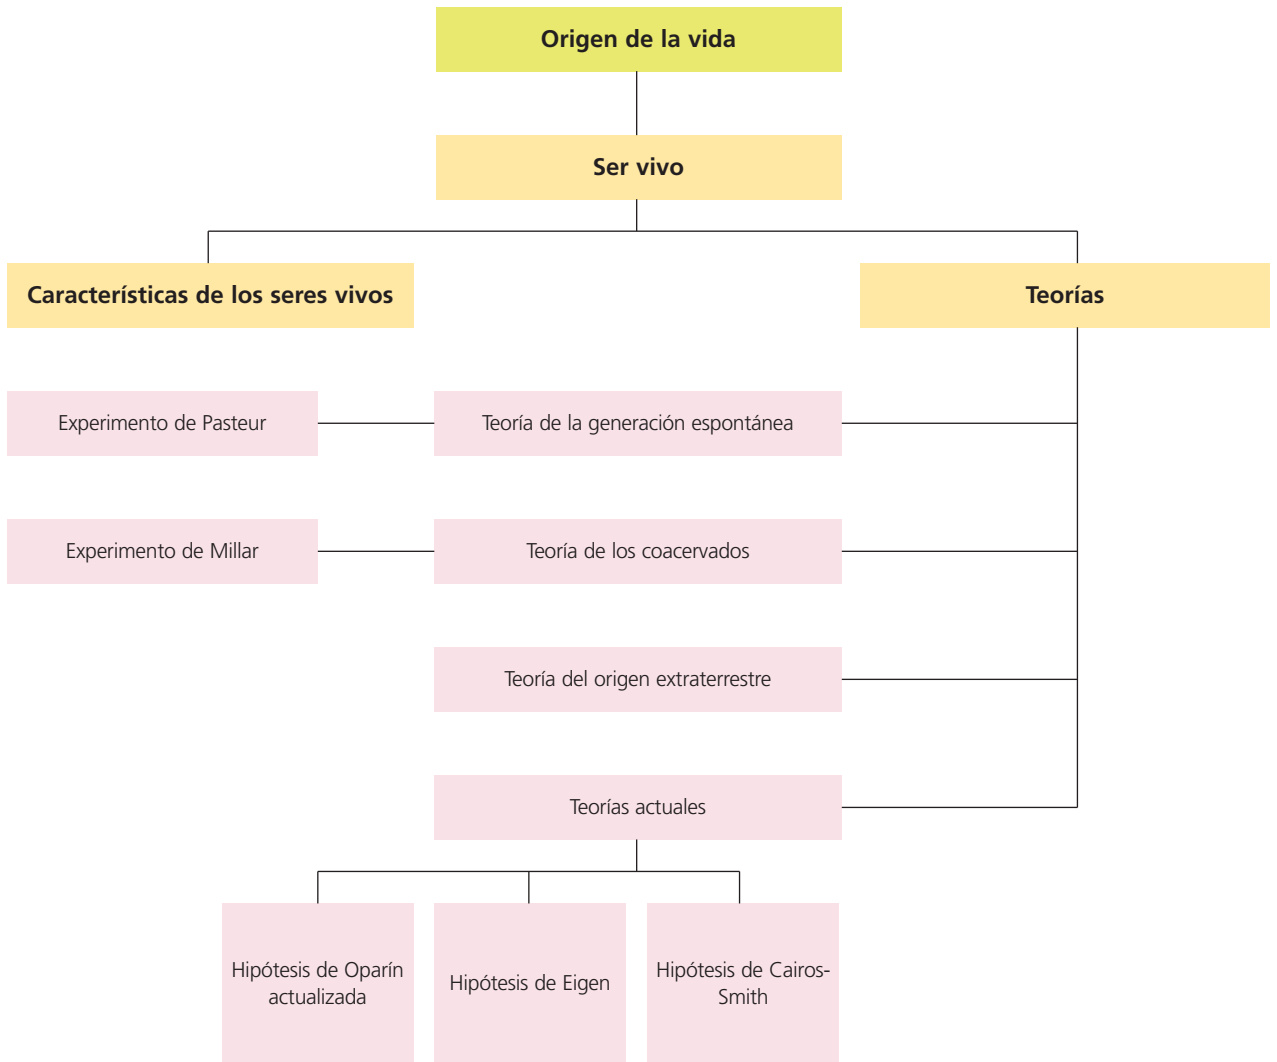 Origen de la vida
Ser vivo
Características de los seres vivos
Teorías
Experimento de Pasteur
Teoría de la generación espontánea
Experimento de Millar
Teoría de los coacervados
Teoría del origen extraterrestre
Teorías actuales
Hipótesis de Oparín
actualizada
Hipótesis de Eigen
Hipótesis de Cairos-
Smith